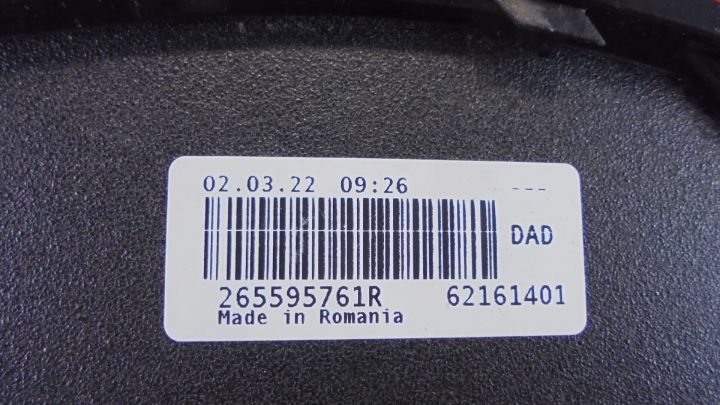 02.03.22 09:26 ---
DAD
265595761R 62161401
Made in Romania